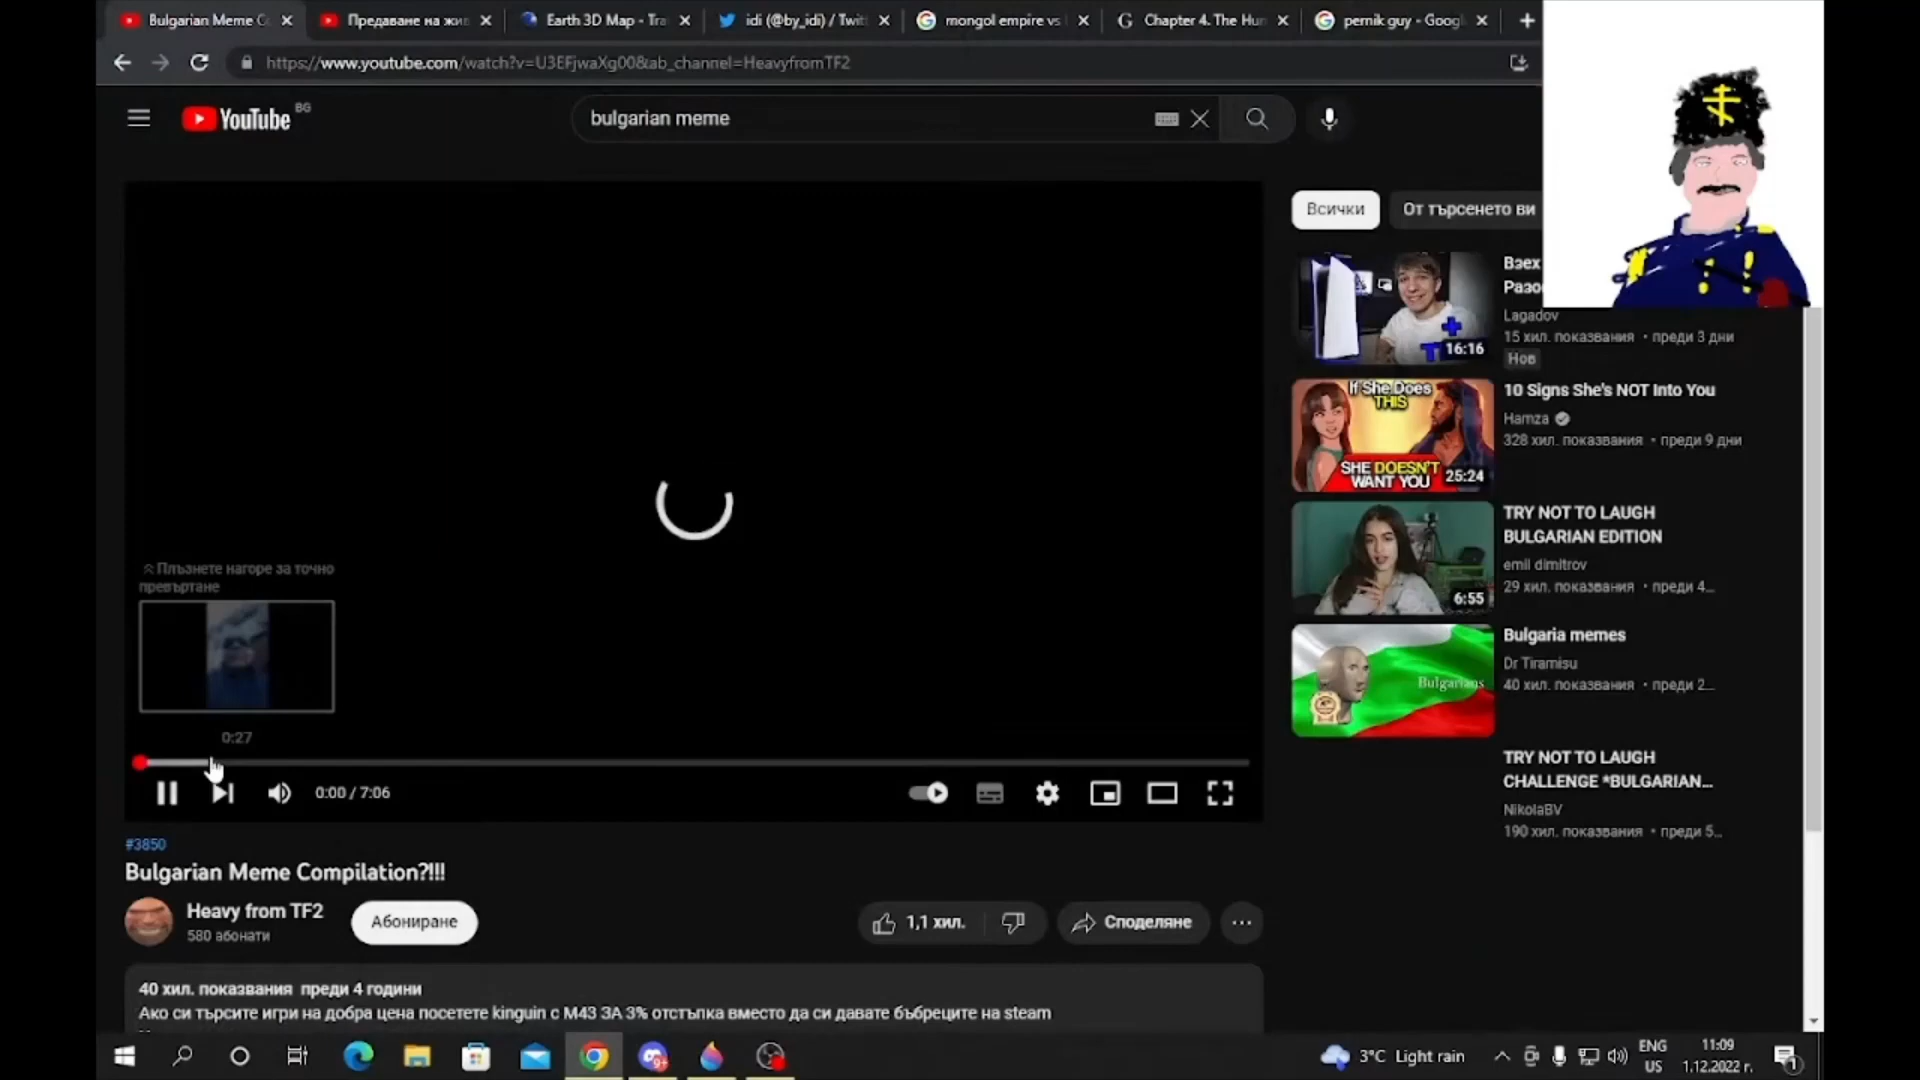 Bulgarian Meme Co
Предаване на жив
Earth 3D Map - Tra
idi (@by_idi) / Twit
mongol empire vs
Chapter 4. The Hun
pernik guy - Googl
https://www.youtube.com/watch?v=U3EFjwaXg00&ab_channel=HeavyfromTF2
YouTube BG
bulgarian meme
Всички
От търсенето ви
Взех
Разо
Lagadov
15 хил. показвания • преди 3 дни
Нов
16:16
If She Does
THIS
SHE DOESN'T
WANT YOU
25:24
10 Signs She's NOT Into You
Hamza
328 хил. показвания • преди 9 дни
TRY NOT TO LAUGH
BULGARIAN EDITION
emil dimitrov
29 хил. показвания • преди 4...
6:55
Bulgaria memes
Dr Tiramisu
40 хил. показвания • преди 2...
Bulgarians
TRY NOT TO LAUGH
CHALLENGE *BULGARIAN...
NikolaBV
190 хил. показвания • преди 5...
Плъзнете нагоре за точно
превъртане
0:27
0:00 / 7:06
#3850
Bulgarian Meme Compilation?!!!
Heavy from TF2
580 абонати
Абониране
1,1 хил.
Споделяне
40 хил. показвания преди 4 години
Ако си търсите игри на добра цена посетете kinguin с M43 ЗА 3% отстъпка вместо да си давате бъбреците на steam
3°C Light rain
ENG
US
11:09
1.12.2022 г.
1